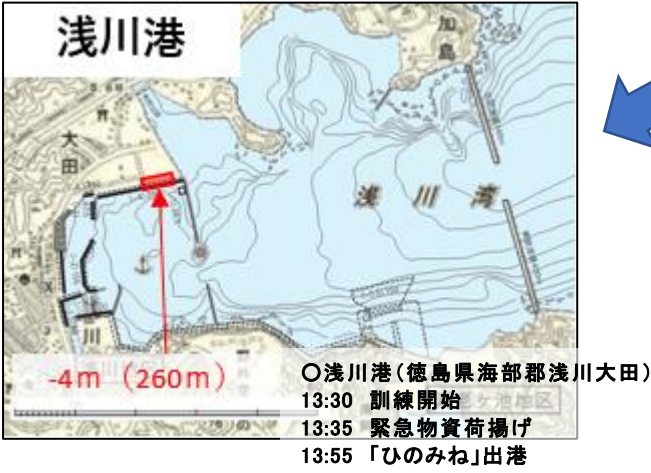 浅川港
加島
大田
浅川湾
川
-4m（260m）
〇浅川港（徳島県海部郡浅川大田）
13:30 訓練開始
13:35 緊急物資荷揚げ
13:55 「ひのみね」出港